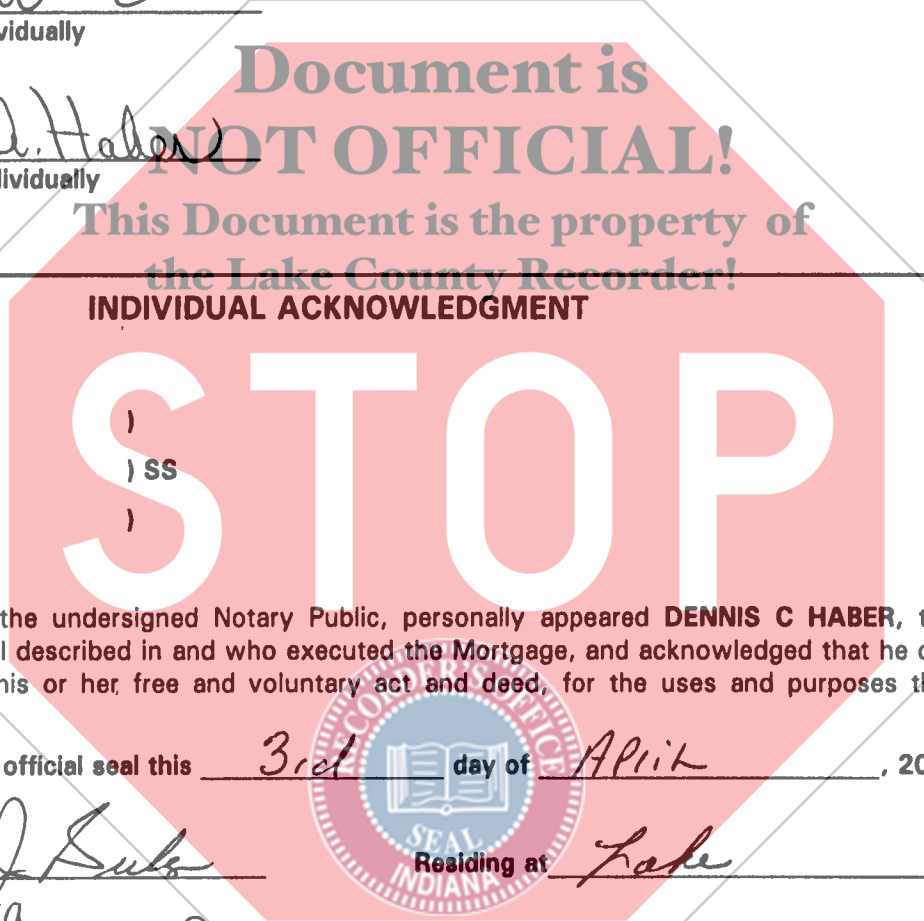 vidually
Document is
NOT OFFICIAL!
Haber
ividually
This Document is the property of
the Lake County Recorder!
INDIVIDUAL ACKNOWLEDGMENT
)
) SS
)
STOP
the undersigned Notary Public, personally appeared DENNIS C HABER,
described in and who executed the Mortgage, and acknowledged that he
his or her free and voluntary act and deed, for the uses and purposes
official seal this 3rd day of APril , 20
RECORDER'S OFFICE
SEAL
INDIANA
Residing at Lake